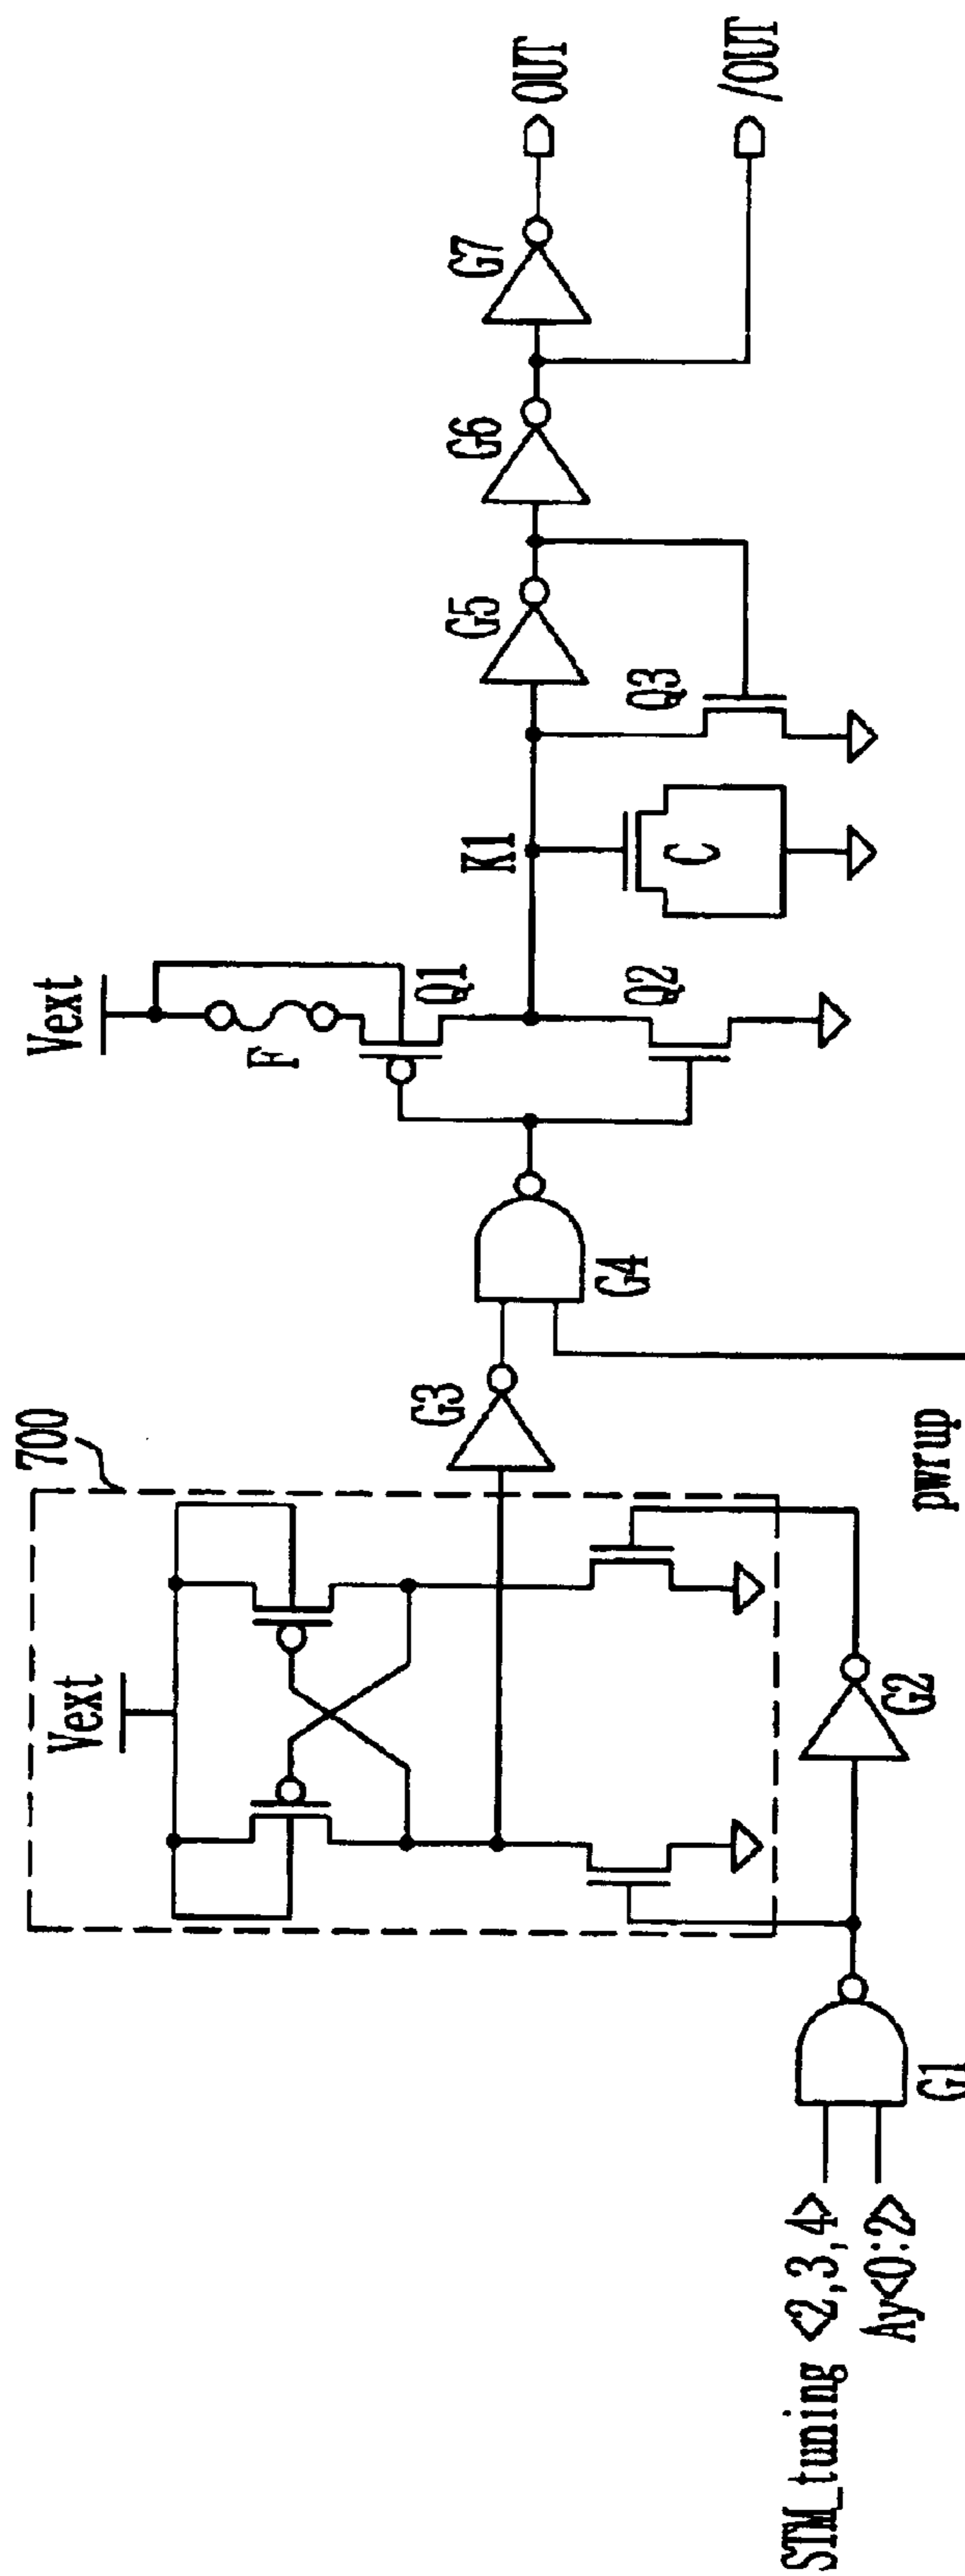 STM_tuning <2,3,4>
Ay<0:2>
G1
G2
Vext
700
G3
pwrup
G4
Vext
F
Q1
Q2
K1
C
Q3
G5
G6
G7
OUT
/OUT